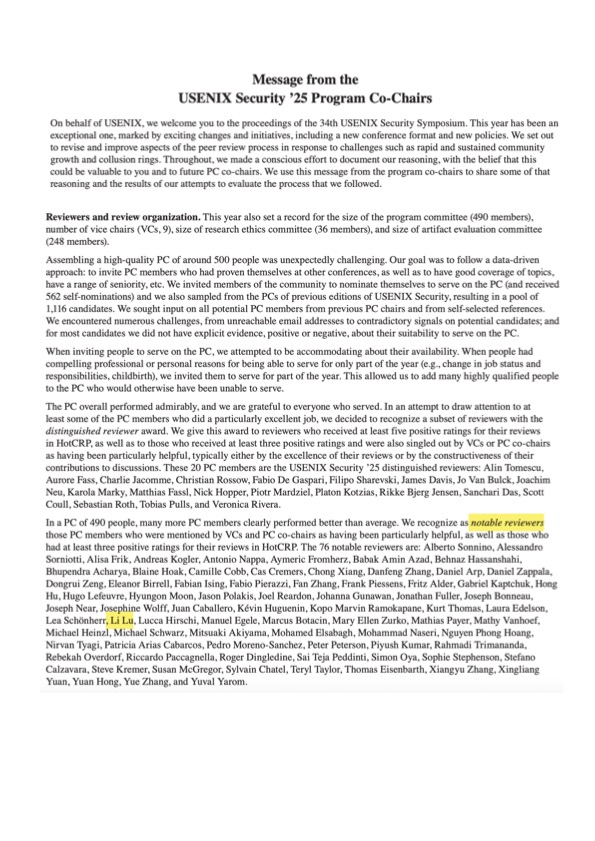 Message from the
USENIX Security ’25 Program Co-Chairs
On behalf of USENIX, we welcome you to the proceedings of the 34th USENIX Security Symposium. This year has been an
exceptional one, marked by exciting changes and initiatives, including a new conference format and new policies. We set out
to revise and improve aspects of the peer review process in response to challenges such as rapid and sustained community
growth and collusion rings. Throughout, we made a conscious effort to document our reasoning, with the belief that this
could be valuable to you and to future PC co-chairs. We use this message from the program co-chairs to share some of that
reasoning and the results of our attempts to evaluate the process that we followed.
Reviewers and review organization. This year also set a record for the size of the program committee (490 members),
number of vice chairs (VCs, 9), size of research ethics committee (36 members), and size of artifact evaluation committee
(248 members).
Assembling a high-quality PC of around 500 people was unexpectedly challenging. Our goal was to follow a data-driven
approach: to invite PC members who had proven themselves at other conferences, as well as to have good coverage of topics,
have a range of seniority, etc. We invited members of the community to nominate themselves to serve on the PC (and received
562 self-nominations) and we also sampled from the PCs of previous editions of USENIX Security, resulting in a pool of
1,116 candidates. We sought input on all potential PC members from previous PC chairs and from self-selected references.
We encountered numerous challenges, from unreachable email addresses to contradictory signals on potential candidates; and
for most candidates we did not have explicit evidence, positive or negative, about their suitability to serve on the PC.
When inviting people to serve on the PC, we attempted to be accommodating about their availability. When people had
compelling professional or personal reasons for being able to serve for only part of the year (e.g., change in job status and
responsibilities, childbirth), we invited them to serve for part of the year. This allowed us to add many highly qualified people
to the PC who would otherwise have been unable to serve.
The PC overall performed admirably, and we are grateful to everyone who served. In an attempt to draw attention to at
least some of the PC members who did a particularly excellent job, we decided to recognize a subset of reviewers with the
distinguished reviewer award. We give this award to reviewers who received at least five positive ratings for their reviews
in HotCRP, as well as to those who received at least three positive ratings and were also singled out by VCs or PC co-chairs
as having been particularly helpful, typically either by the excellence of their reviews or by the constructiveness of their
contributions to discussions. These 20 PC members are the USENIX Security ’25 distinguished reviewers: Alin Tomescu,
Aurore Fass, Charlie Jacomme, Christian Rossow, Fabio De Gaspari, Filipo Sharevski, James Davis, Jo Van Bulck, Joachim
Neu, Karola Marky, Matthias Fassl, Nick Hopper, Piotr Mardziel, Platon Kotzias, Rikke Bjerg Jensen, Sanchari Das, Scott
Coull, Sebastian Roth, Tobias Pulls, and Veronica Rivera.
In a PC of 490 people, many more PC members clearly performed better than average. We recognize as notable reviewers
those PC members who were mentioned by VCs and PC co-chairs as having been particularly helpful, as well as those who
had at least three positive ratings for their reviews in HotCRP. The 76 notable reviewers are: Alberto Sonnino, Alessandro
Sorniotti, Alisa Frik, Andreas Kogler, Antonio Nappa, Aymeric Fromherz, Babak Amin Azad, Behnaz Hassanshahi,
Bhupendra Acharya, Blaine Hoak, Camille Cobb, Cas Cremers, Chong Xiang, Danfeng Zhang, Daniel Arp, Daniel Zappala,
Dongrui Zeng, Eleanor Birrell, Fabian Ising, Fabio Pierazzi, Fan Zhang, Frank Piessens, Fritz Alder, Gabriel Kaptchuk, Hong
Hu, Hugo Lefeuvre, Hyungon Moon, Jason Polakis, Joel Reardon, Johanna Gunawan, Jonathan Fuller, Joseph Bonneau,
Joseph Near, Josephine Wolff, Juan Caballero, Kévin Huguenin, Kopo Marvin Ramokapane, Kurt Thomas, Laura Edelson,
Lea Schönherr, Li Lu, Lucca Hirschi, Manuel Egele, Marcus Botacin, Mary Ellen Zurko, Mathias Payer, Mathy Vanhoef,
Michael Heinzl, Michael Schwarz, Mitsuaki Akiyama, Mohamed Elsabagh, Mohammad Naseri, Nguyen Phong Hoang,
Nirvan Tyagi, Patricia Arias Cabarcos, Pedro Moreno-Sanchez, Peter Peterson, Piyush Kumar, Rahmadi Trimananda,
Rebekah Overdorf, Riccardo Paccagnella, Roger Dingledine, Sai Teja Peddinti, Simon Oya, Sophie Stephenson, Stefano
Calzavara, Steve Kremer, Susan McGregor, Sylvain Chatel, Teryl Taylor, Thomas Eisenbarth, Xiangyu Zhang, Xingliang
Yuan, Yuan Hong, Yue Zhang, and Yuval Yarom.